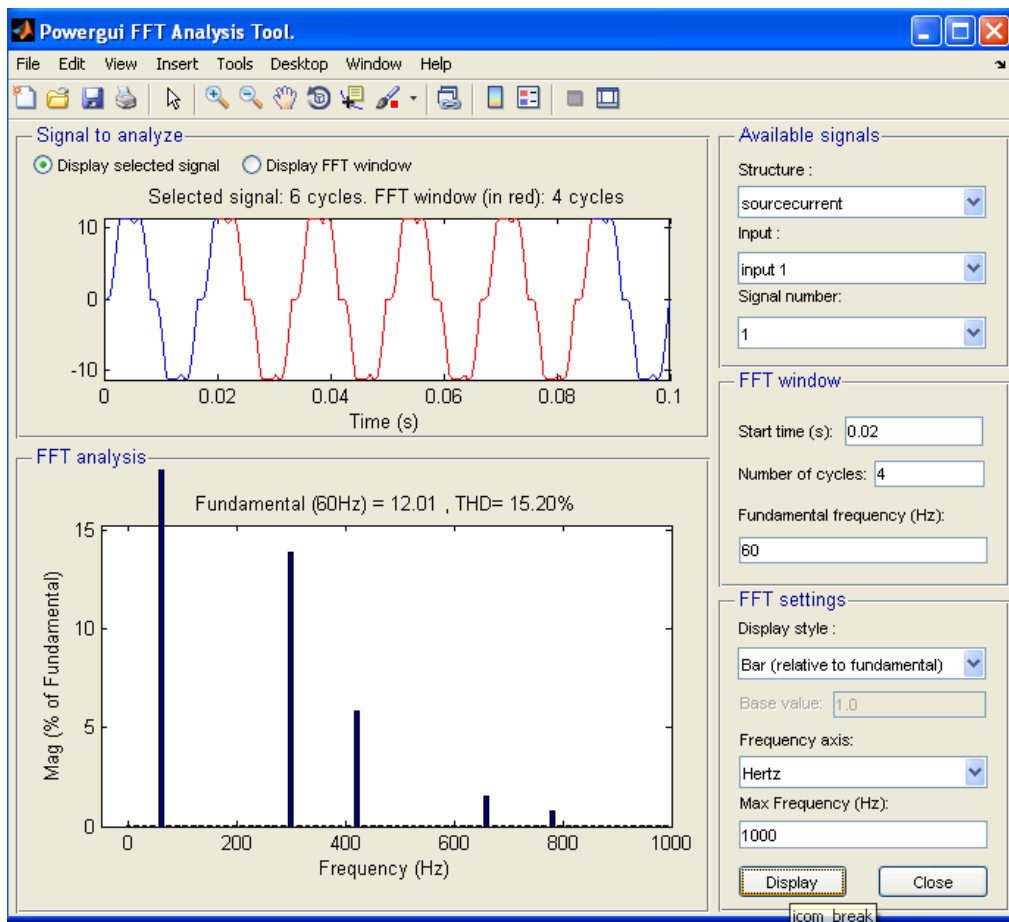 Powergui FFT Analysis Tool.
File Edit View Insert Tools Desktop Window Help
Signal to analyze
Display selected signal Display FFT window
Selected signal: 6 cycles. FFT window (in red): 4 cycles
10
0
-10
0 0.02 0.04 0.06 0.08 0.1
Time (s)
FFT analysis
Fundamental (60Hz) = 12.01 , THD= 15.20%
15
10
5
0
Mag (% of Fundamental)
0 200 400 600 800 1000
Frequency (Hz)
Available signals
Structure :
sourcecurrent
Input :
input 1
Signal number:
1
FFT window
Start time (s): 0.02
Number of cycles: 4
Fundamental frequency (Hz):
60
FFT settings
Display style :
Bar (relative to fundamental)
Base value: 1.0
Frequency axis:
Hertz
Max Frequency (Hz):
1000
Display Close
icom_break